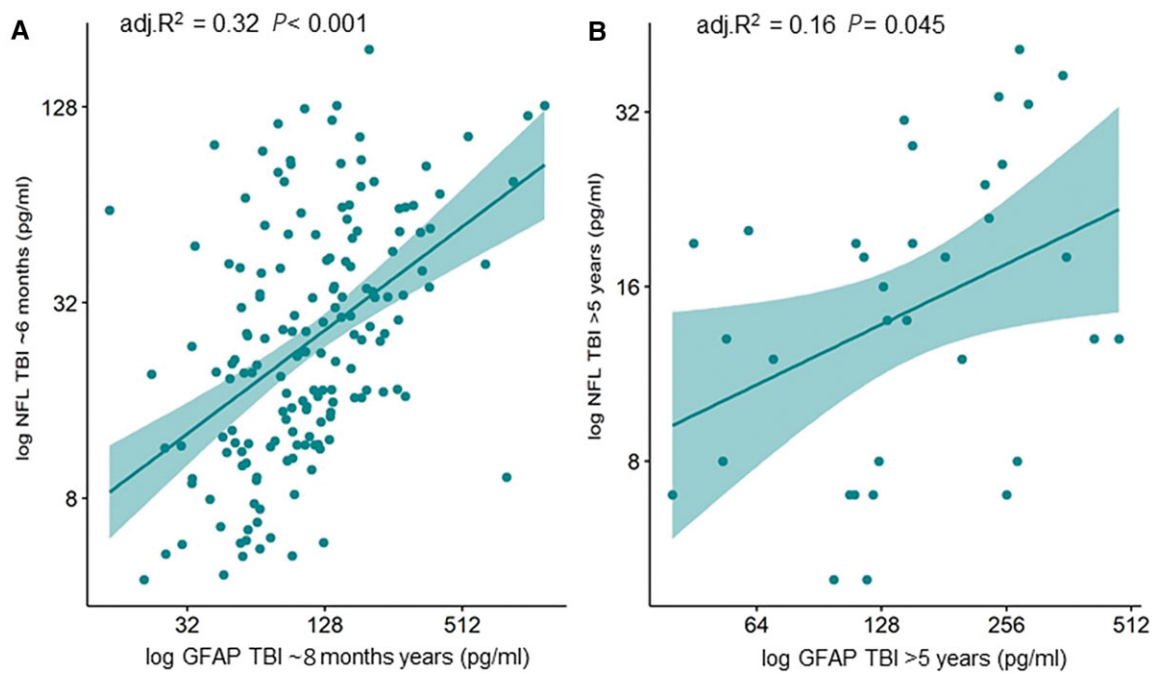 A
adj.R² = 0.32 P< 0.001
log NFL TBI ~6 months (pg/ml)
128
32
8
32 128 512
log GFAP TBI ~8 months years (pg/ml)
B
adj.R² = 0.16 P= 0.045
log NFL TBI >5 years (pg/ml)
32
16
8
64 128 256 512
log GFAP TBI >5 years (pg/ml)